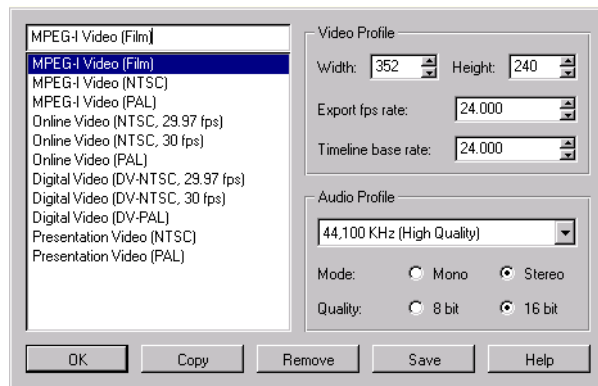 MPEG-I Video (Film)
MPEG-I Video (Film)
MPEG-I Video (NTSC)
MPEG-I Video (PAL)
Online Video (NTSC, 29.97 fps)
Online Video (NTSC, 30 fps)
Online Video (PAL)
Digital Video (DV-NTSC, 29.97 fps)
Digital Video (DV-NTSC, 30 fps)
Digital Video (DV-PAL)
Presentation Video (NTSC)
Presentation Video (PAL)
Video Profile
Width: 352 Height: 240
Export fps rate: 24.000
Timeline base rate: 24.000
Audio Profile
44,100 KHz (High Quality)
Mode: Mono Stereo
Quality: 8 bit 16 bit
OK Copy Remove Save Help